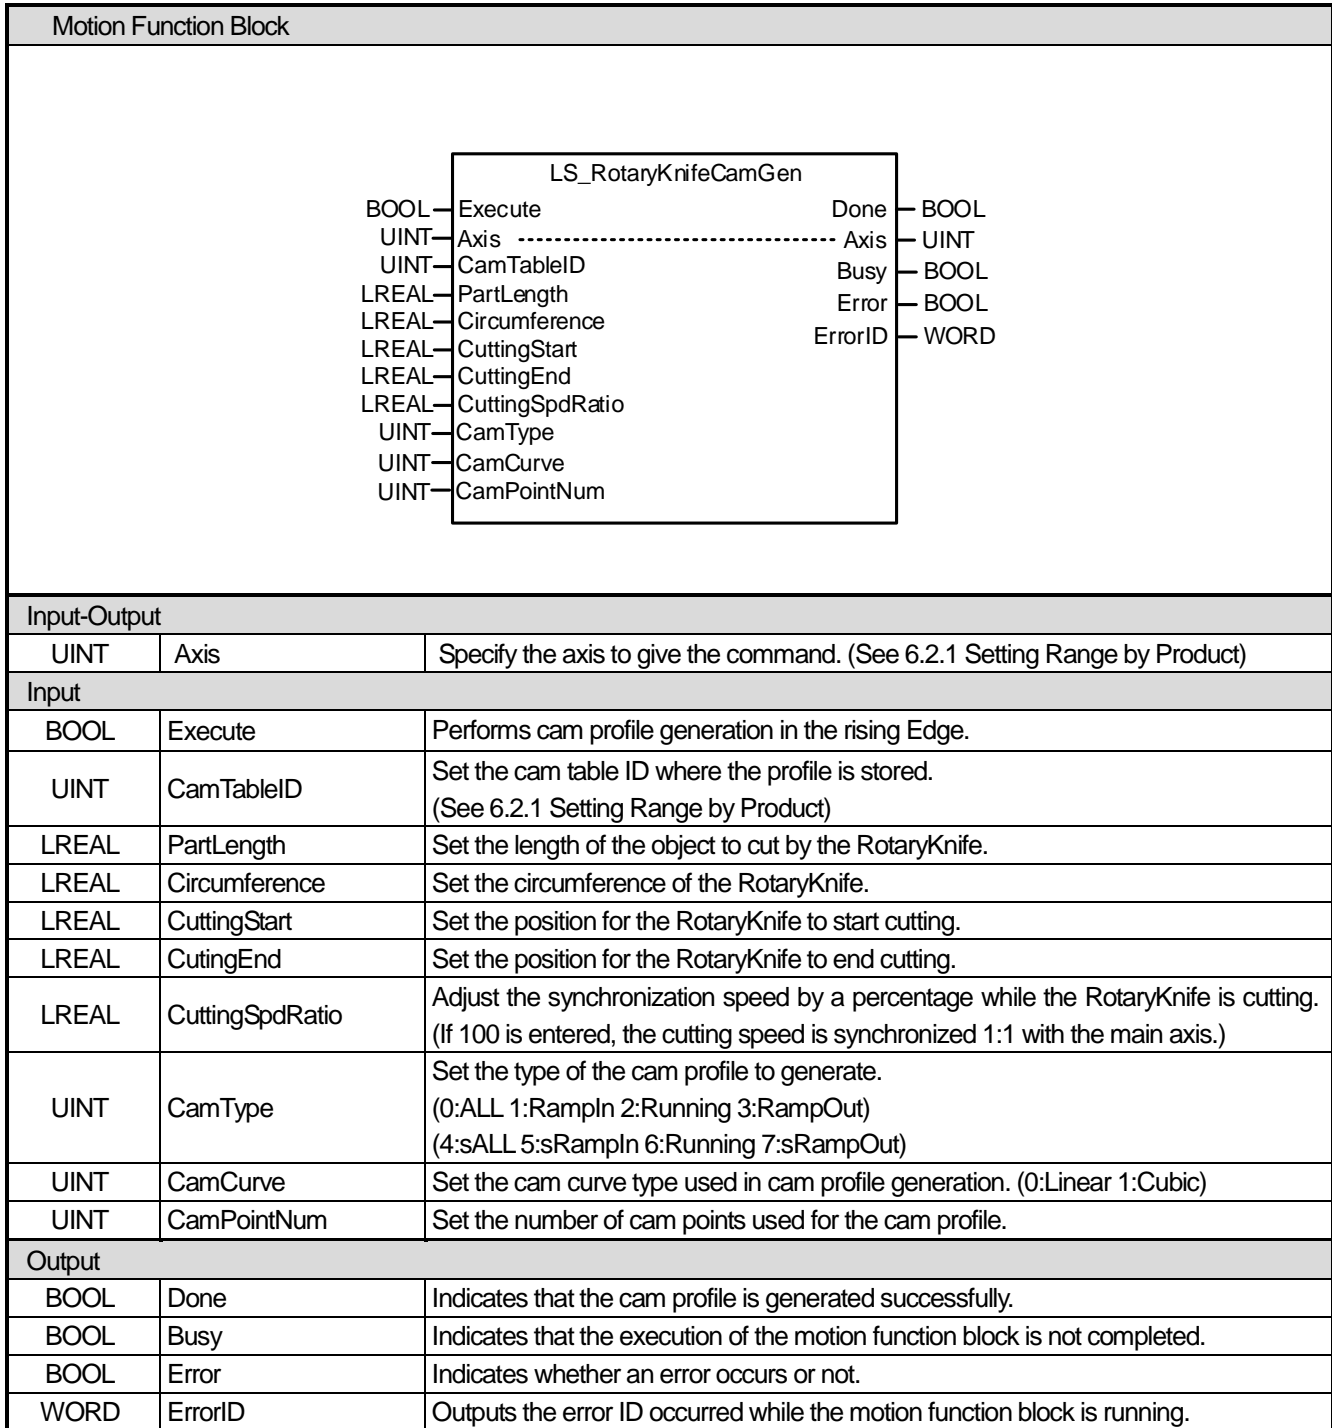 Motion Function Block
LS_RotaryKnifeCamGen
BOOL Execute Done BOOL
UINT Axis Axis UINT
UINT CamTableID Busy BOOL
LREAL PartLength Error BOOL
LREAL Circumference ErrorID WORD
LREAL CuttingStart
LREAL CuttingEnd
LREAL CuttingSpdRatio
UINT CamType
UINT CamCurve
UINT CamPointNum
Input-Output
UINT Axis Specify the axis to give the command. (See 6.2.1 Setting Range by Product)
Input
BOOL Execute Performs cam profile generation in the rising Edge.
UINT CamTableID Set the cam table ID where the profile is stored.
(See 6.2.1 Setting Range by Product)
LREAL PartLength Set the length of the object to cut by the RotaryKnife.
LREAL Circumference Set the circumference of the RotaryKnife.
LREAL CuttingStart Set the position for the RotaryKnife to start cutting.
LREAL CutingEnd Set the position for the RotaryKnife to end cutting.
LREAL CuttingSpdRatio Adjust the synchronization speed by a percentage while the RotaryKnife is cutting.
(If 100 is entered, the cutting speed is synchronized 1:1 with the main axis.)
UINT CamType Set the type of the cam profile to generate.
(0:ALL 1:RampIn 2:Running 3:RampOut)
(4:sALL 5:sRampIn 6:Running 7:sRampOut)
UINT CamCurve Set the cam curve type used in cam profile generation. (0:Linear 1:Cubic)
UINT CamPointNum Set the number of cam points used for the cam profile.
Output
BOOL Done Indicates that the cam profile is generated successfully.
BOOL Busy Indicates that the execution of the motion function block is not completed.
BOOL Error Indicates whether an error occurs or not.
WORD ErrorID Outputs the error ID occurred while the motion function block is running.